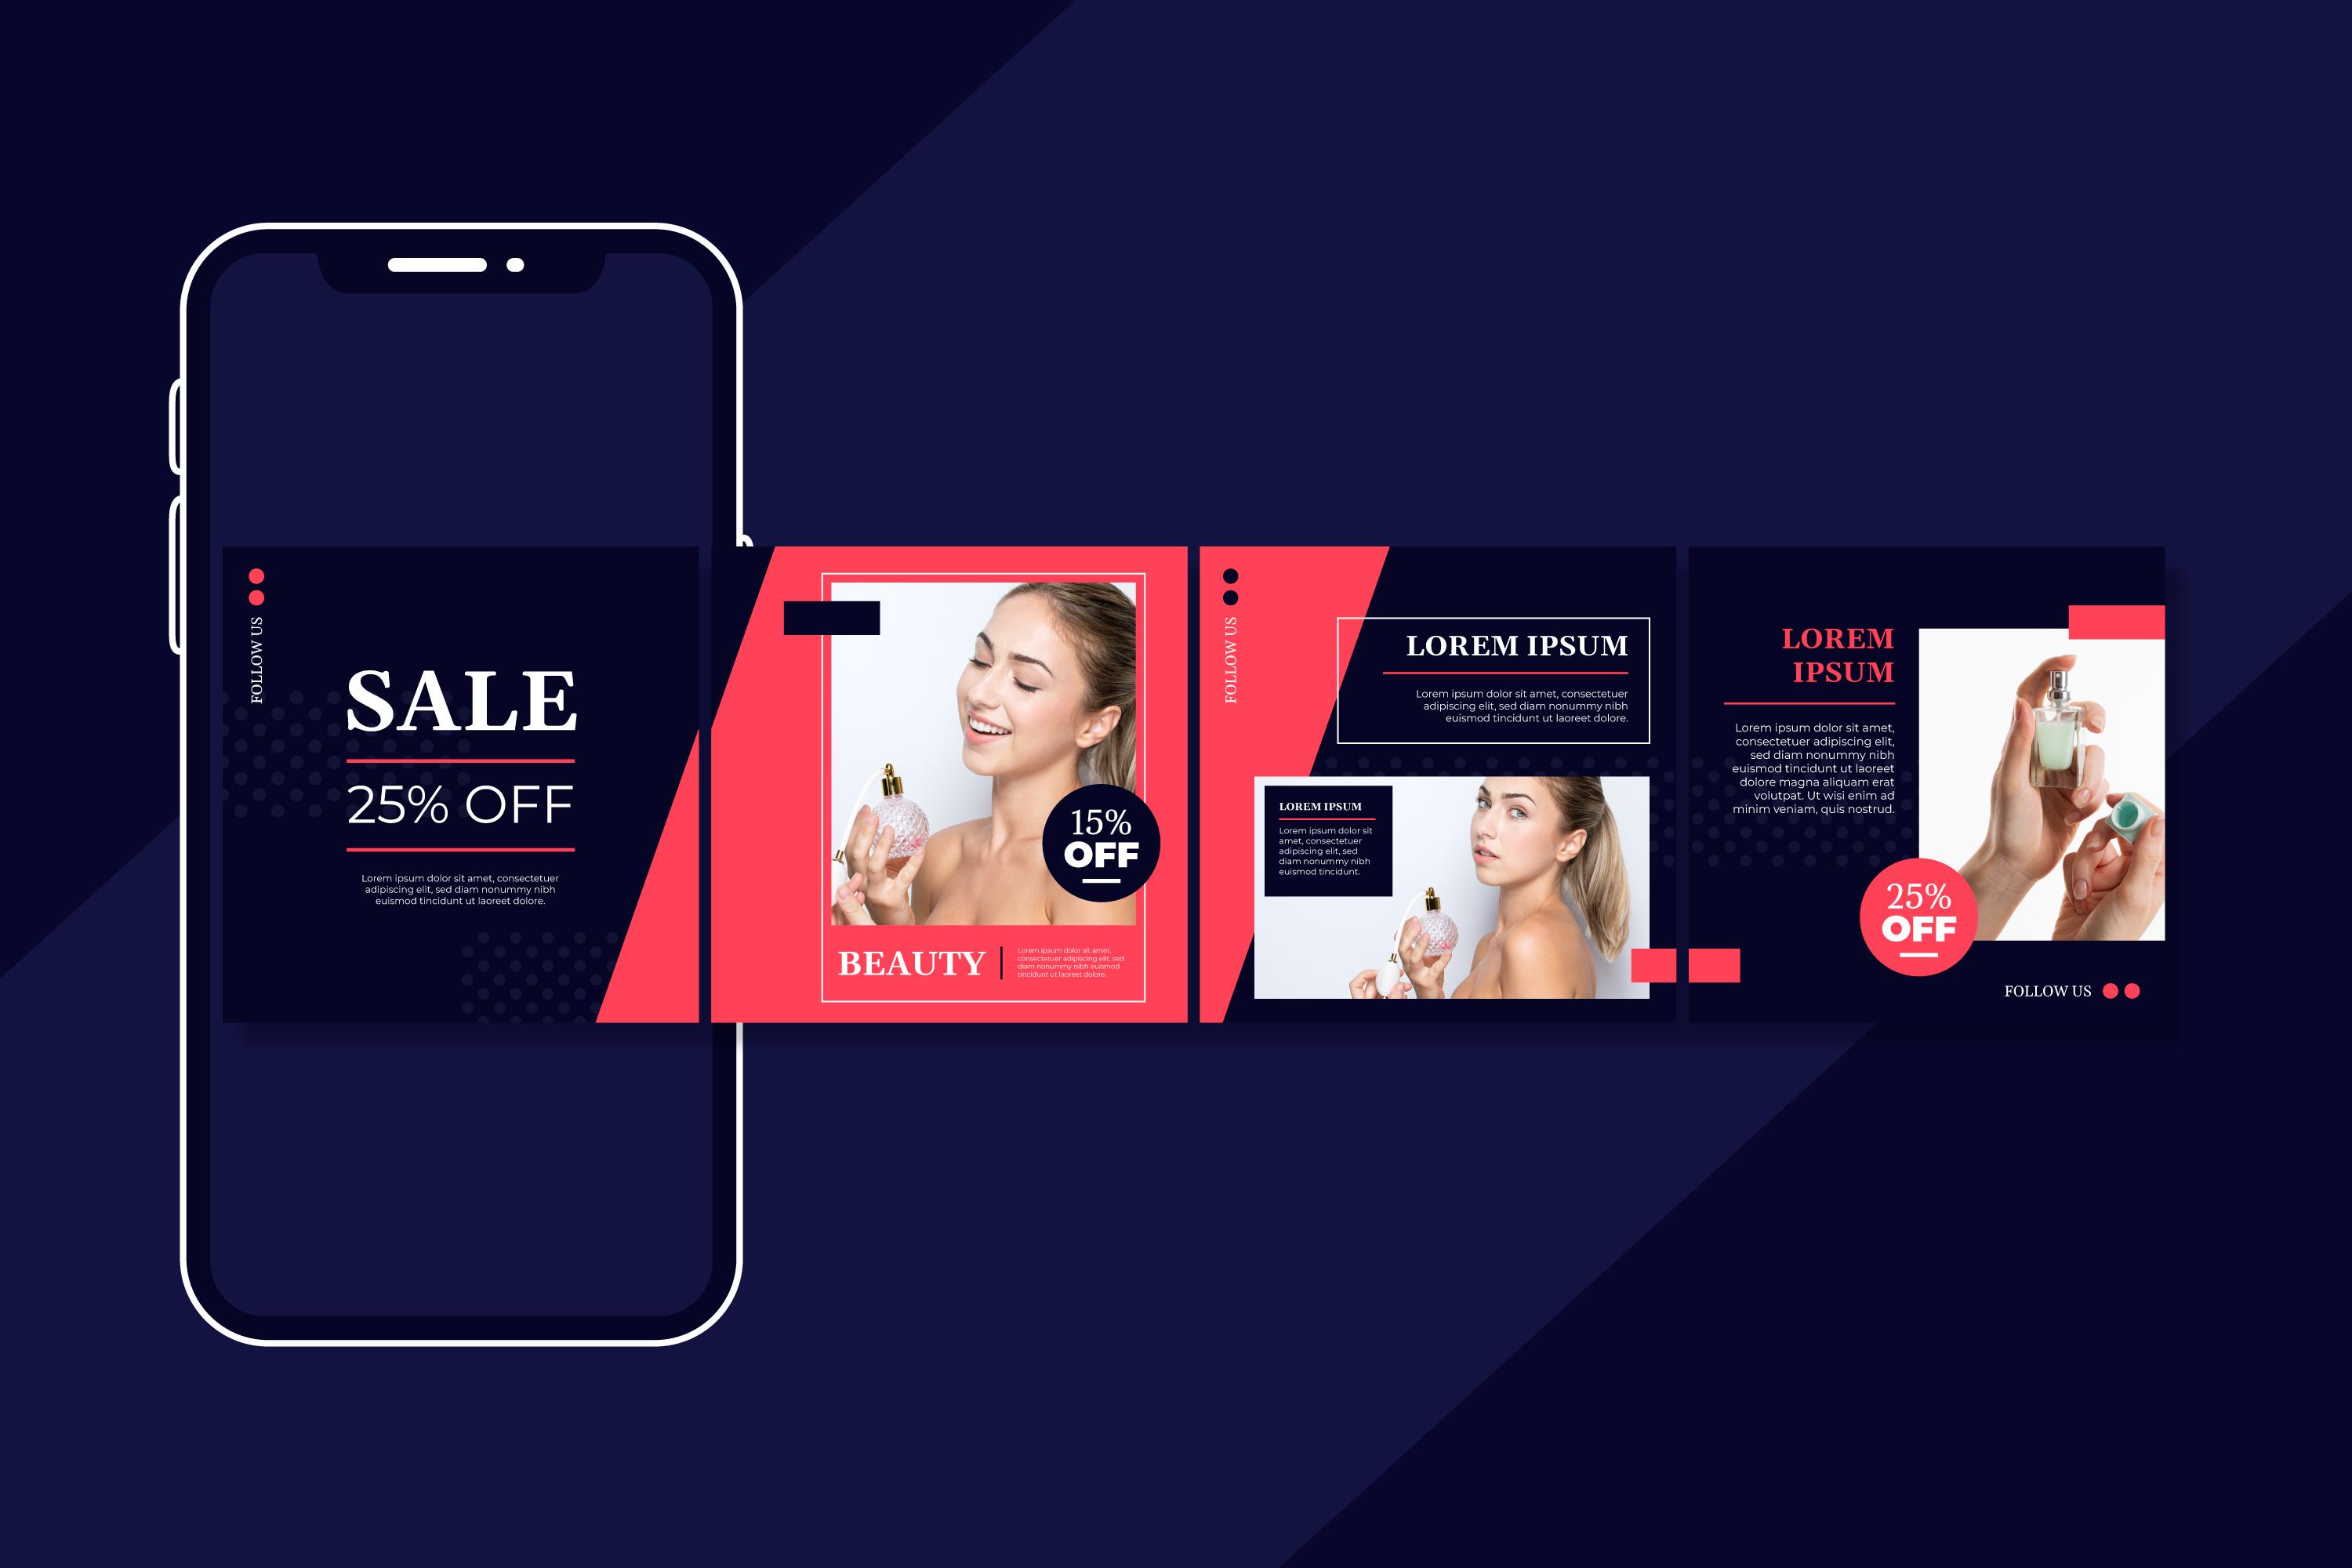 FOLLOW US
SALE
25% OFF
Lorem ipsum dolor sit amet, consectetuer
adipiscing elit, sed diam nonummy nibh
euismod tincidunt ut laoreet dolore.
15%
OFF
BEAUTY
Lorem ipsum dolor sit amet,
consectetuer adipiscing elit, sed
diam nonummy nibh euismod
tincidunt ut laoreet dolore.
FOLLOW US
LOREM IPSUM
Lorem ipsum dolor sit amet, consectetuer
adipiscing elit, sed diam nonummy nibh
euismod tincidunt ut laoreet dolore.
LOREM IPSUM
Lorem ipsum dolor sit
amet, consectetuer
adipiscing elit, sed
diam nonummy nibh
euismod tincidunt.
LOREM
IPSUM
Lorem ipsum dolor sit amet,
consectetuer adipiscing elit,
sed diam nonummy nibh
euismod tincidunt ut laoreet
dolore magna aliquam erat
volutpat. Ut wisi enim ad
minim veniam, quis nostrud.
25%
OFF
FOLLOW US